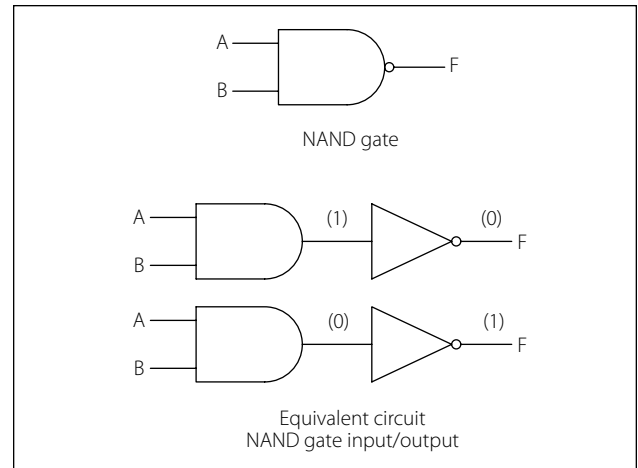 A
B
F
NAND gate
A
B
(1)
(0)
F
A
B
(0)
(1)
F
Equivalent circuit
NAND gate input/output